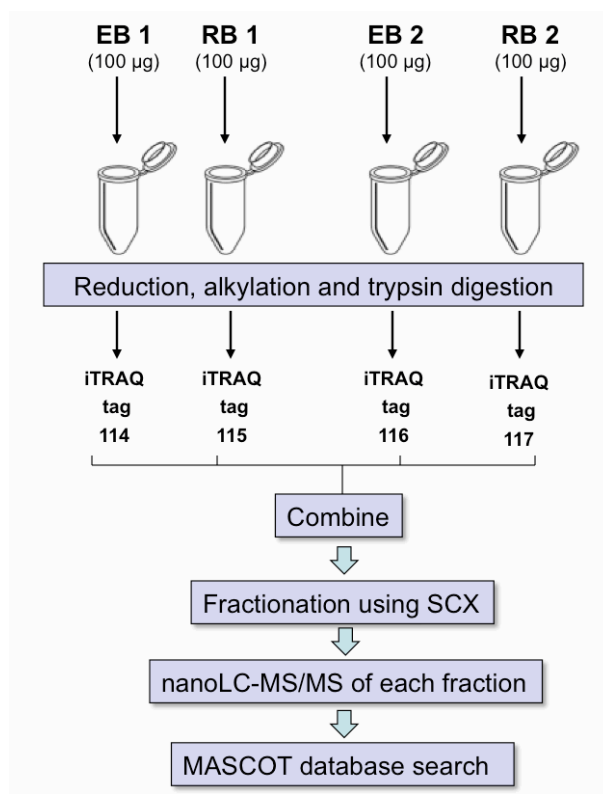 EB 1 RB 1 EB 2 RB 2
(100 µg) (100 µg) (100 µg) (100 µg)
Reduction, alkylation and trypsin digestion
iTRAQ iTRAQ iTRAQ iTRAQ
tag tag tag tag
114 115 116 117
Combine
Fractionation using SCX
nanoLC-MS/MS of each fraction
MASCOT database search